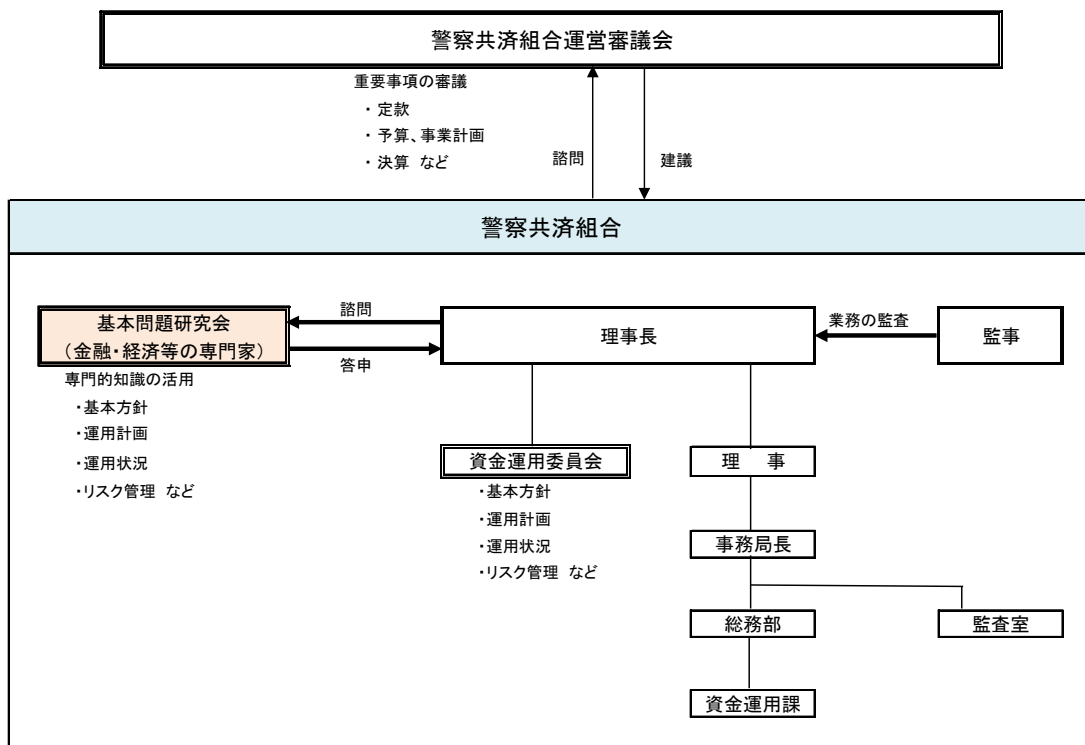 警察共済組合運営審議会
重要事項の審議
・ 定款
・ 予算、事業計画
・ 決算 など
諮問
建議
警察共済組合
基本問題研究会
（金融・経済等の専門家）
専門的知識の活用
・基本方針
・運用計画
・運用状況
・リスク管理 など
諮問
答申
理事長
業務の監査
監事
資金運用委員会
・基本方針
・運用計画
・運用状況
・リスク管理 など
理　事
事務局長
総務部
監査室
資金運用課